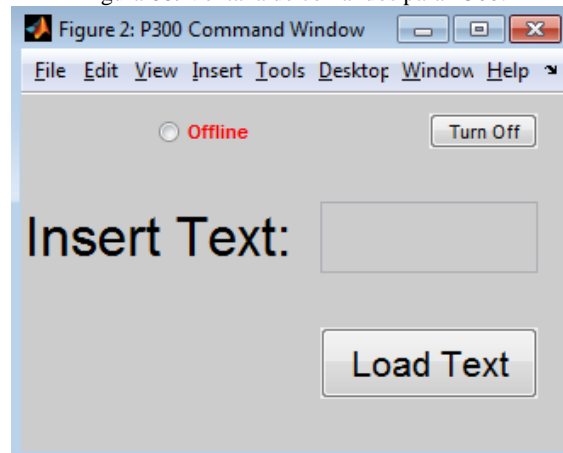 Figure 2: P300 Command Window
File Edit View Insert Tools Desktop Window Help
Offline
Turn Off
Insert Text:
Load Text